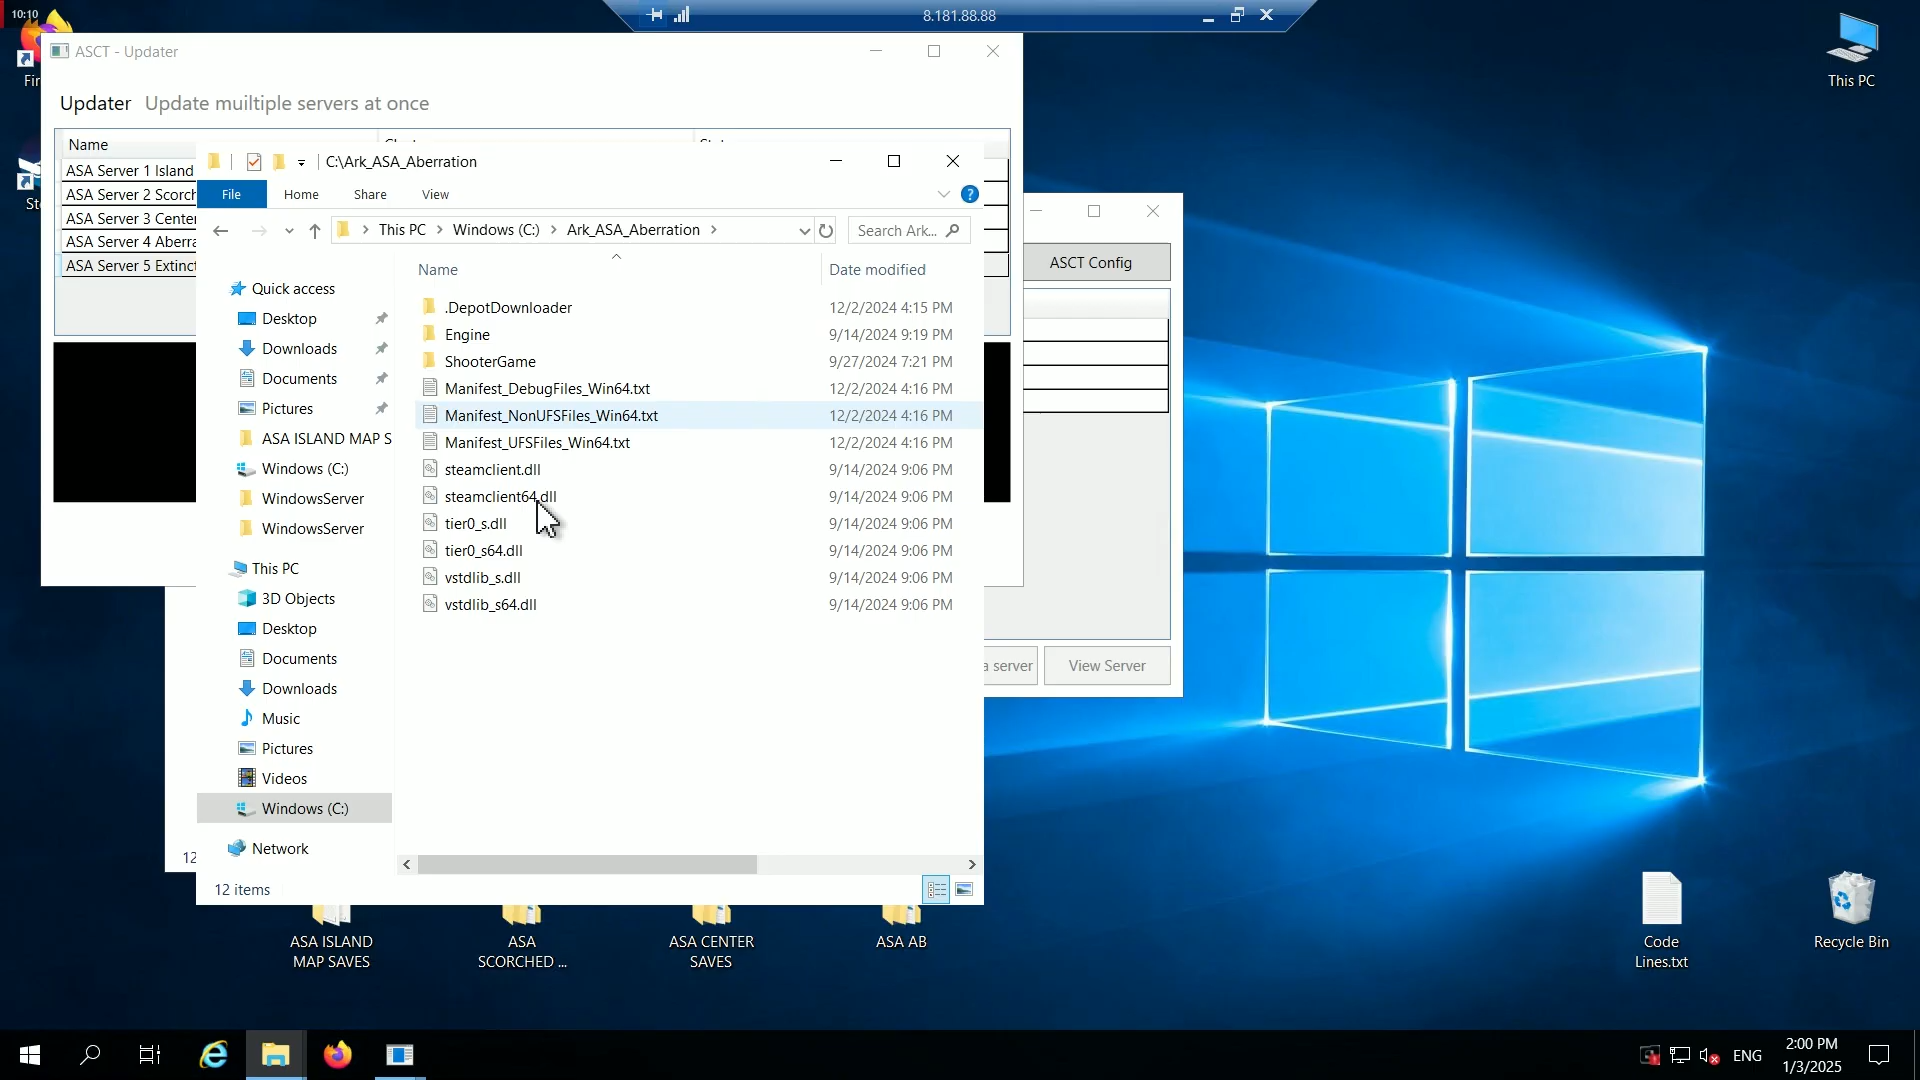 10:10
8.181.88.88
This PC
Fir
St
ASCT - Updater
Updater Update muiltiple servers at once
Name
ASA Server 1 Island
ASA Server 2 Scorch
ASA Server 3 Center
ASA Server 4 Aberra
ASA Server 5 Extinct
C:\Ark_ASA_Aberration
File Home Share View
This PC > Windows (C:) > Ark_ASA_Aberration >
Search Ark...
Name Date modified
.DepotDownloader 12/2/2024 4:15 PM
Engine 9/14/2024 9:19 PM
ShooterGame 9/27/2024 7:21 PM
Manifest_DebugFiles_Win64.txt 12/2/2024 4:16 PM
Manifest_NonUFSFiles_Win64.txt 12/2/2024 4:16 PM
Manifest_UFSFiles_Win64.txt 12/2/2024 4:16 PM
steamclient.dll 9/14/2024 9:06 PM
steamclient64.dll 9/14/2024 9:06 PM
tier0_s.dll 9/14/2024 9:06 PM
tier0_s64.dll 9/14/2024 9:06 PM
vstdlib_s.dll 9/14/2024 9:06 PM
vstdlib_s64.dll 9/14/2024 9:06 PM
Quick access
Desktop
Downloads
Documents
Pictures
ASA ISLAND MAP S
Windows (C:)
WindowsServer
WindowsServer
This PC
3D Objects
Desktop
Documents
Downloads
Music
Pictures
Videos
Windows (C:)
Network
12 items
12
ASCT Config
a server
View Server
ASA ISLAND
MAP SAVES
ASA
SCORCHED ...
ASA CENTER
SAVES
ASA AB
Code
Lines.txt
Recycle Bin
ENG
2:00 PM
1/3/2025